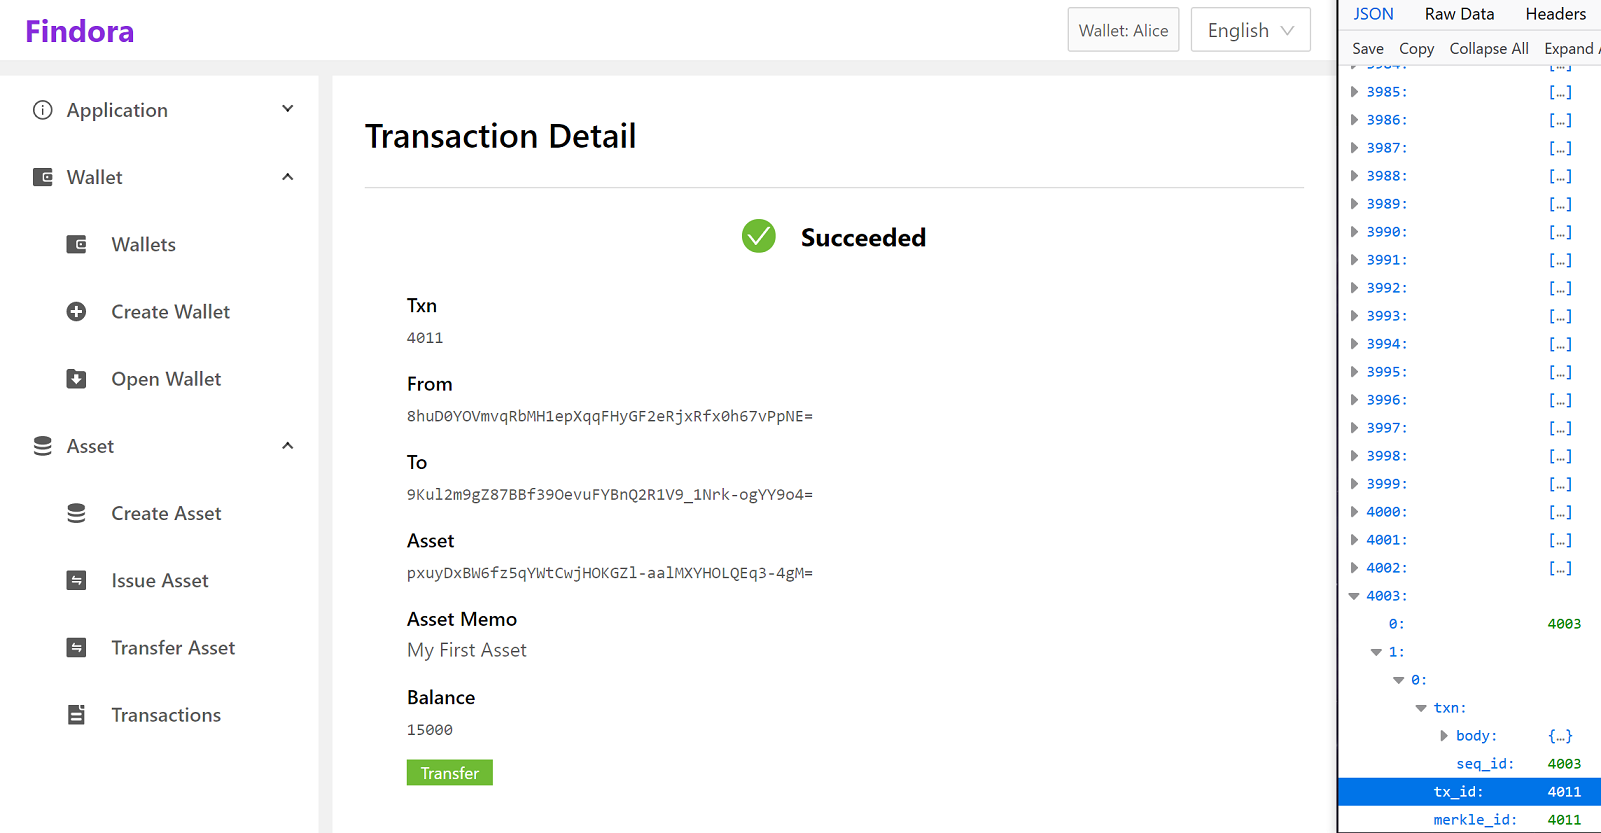 Findora
Wallet: Alice
English
Application
Wallet
Wallets
Create Wallet
Open Wallet
Asset
Create Asset
Issue Asset
Transfer Asset
Transactions
Transaction Detail
Succeeded
Txn
4011
From
8huD0YOVmvqRbMH1epXqqFHyGF2eRjxRfx0h67vPpNE=
To
9Kul2m9gZ87BBf39OevuFYBnQ2R1V9_1Nrk-ogYY9o4=
Asset
pxuyDxBW6fz5qYWtCwjHOKGZl-aalMXYHOLQEq3-4gM=
Asset Memo
My First Asset
Balance
15000
Transfer
JSON Raw Data Headers
Save Copy Collapse All Expand A
3984: […]
3985: […]
3986: […]
3987: […]
3988: […]
3989: […]
3990: […]
3991: […]
3992: […]
3993: […]
3994: […]
3995: […]
3996: […]
3997: […]
3998: […]
3999: […]
4000: […]
4001: […]
4002: […]
4003:
0: 4003
1:
0:
txn:
body: {…}
seq_id: 4003
tx_id: 4011
merkle_id: 4011